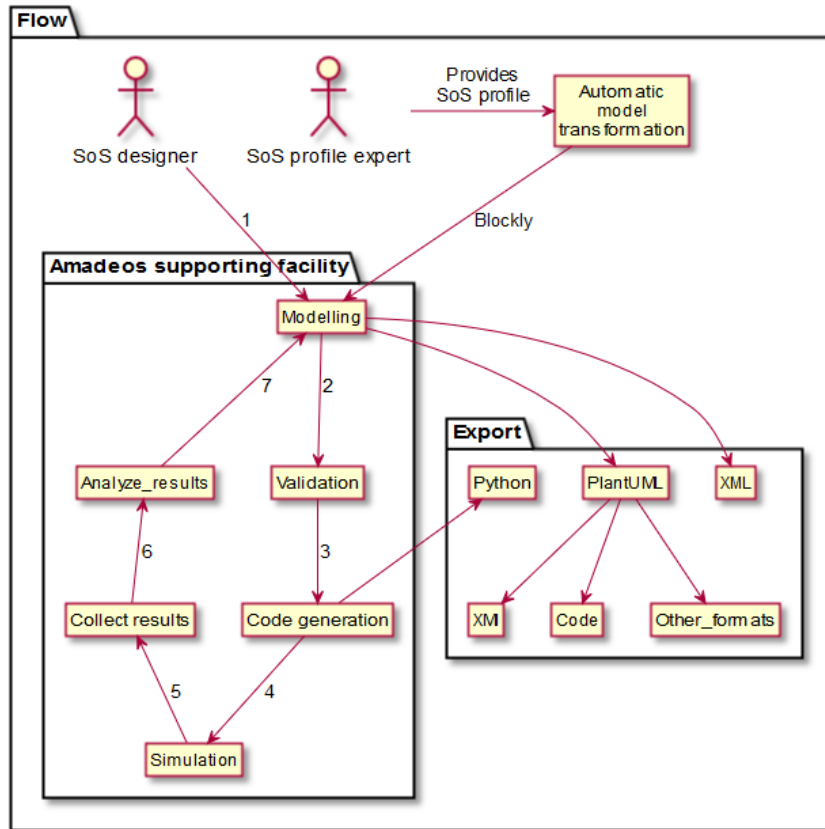 Flow
Provides
SoS profile
Automatic
model
transformation
SoS designer
SoS profile expert
1
Blockly
Amadeos supporting facility
Modelling
7
2
Export
Analyze_results
Validation
Python
PlantUML
XML
6
3
Collect results
Code generation
XMI
Code
Other_formats
5
4
Simulation